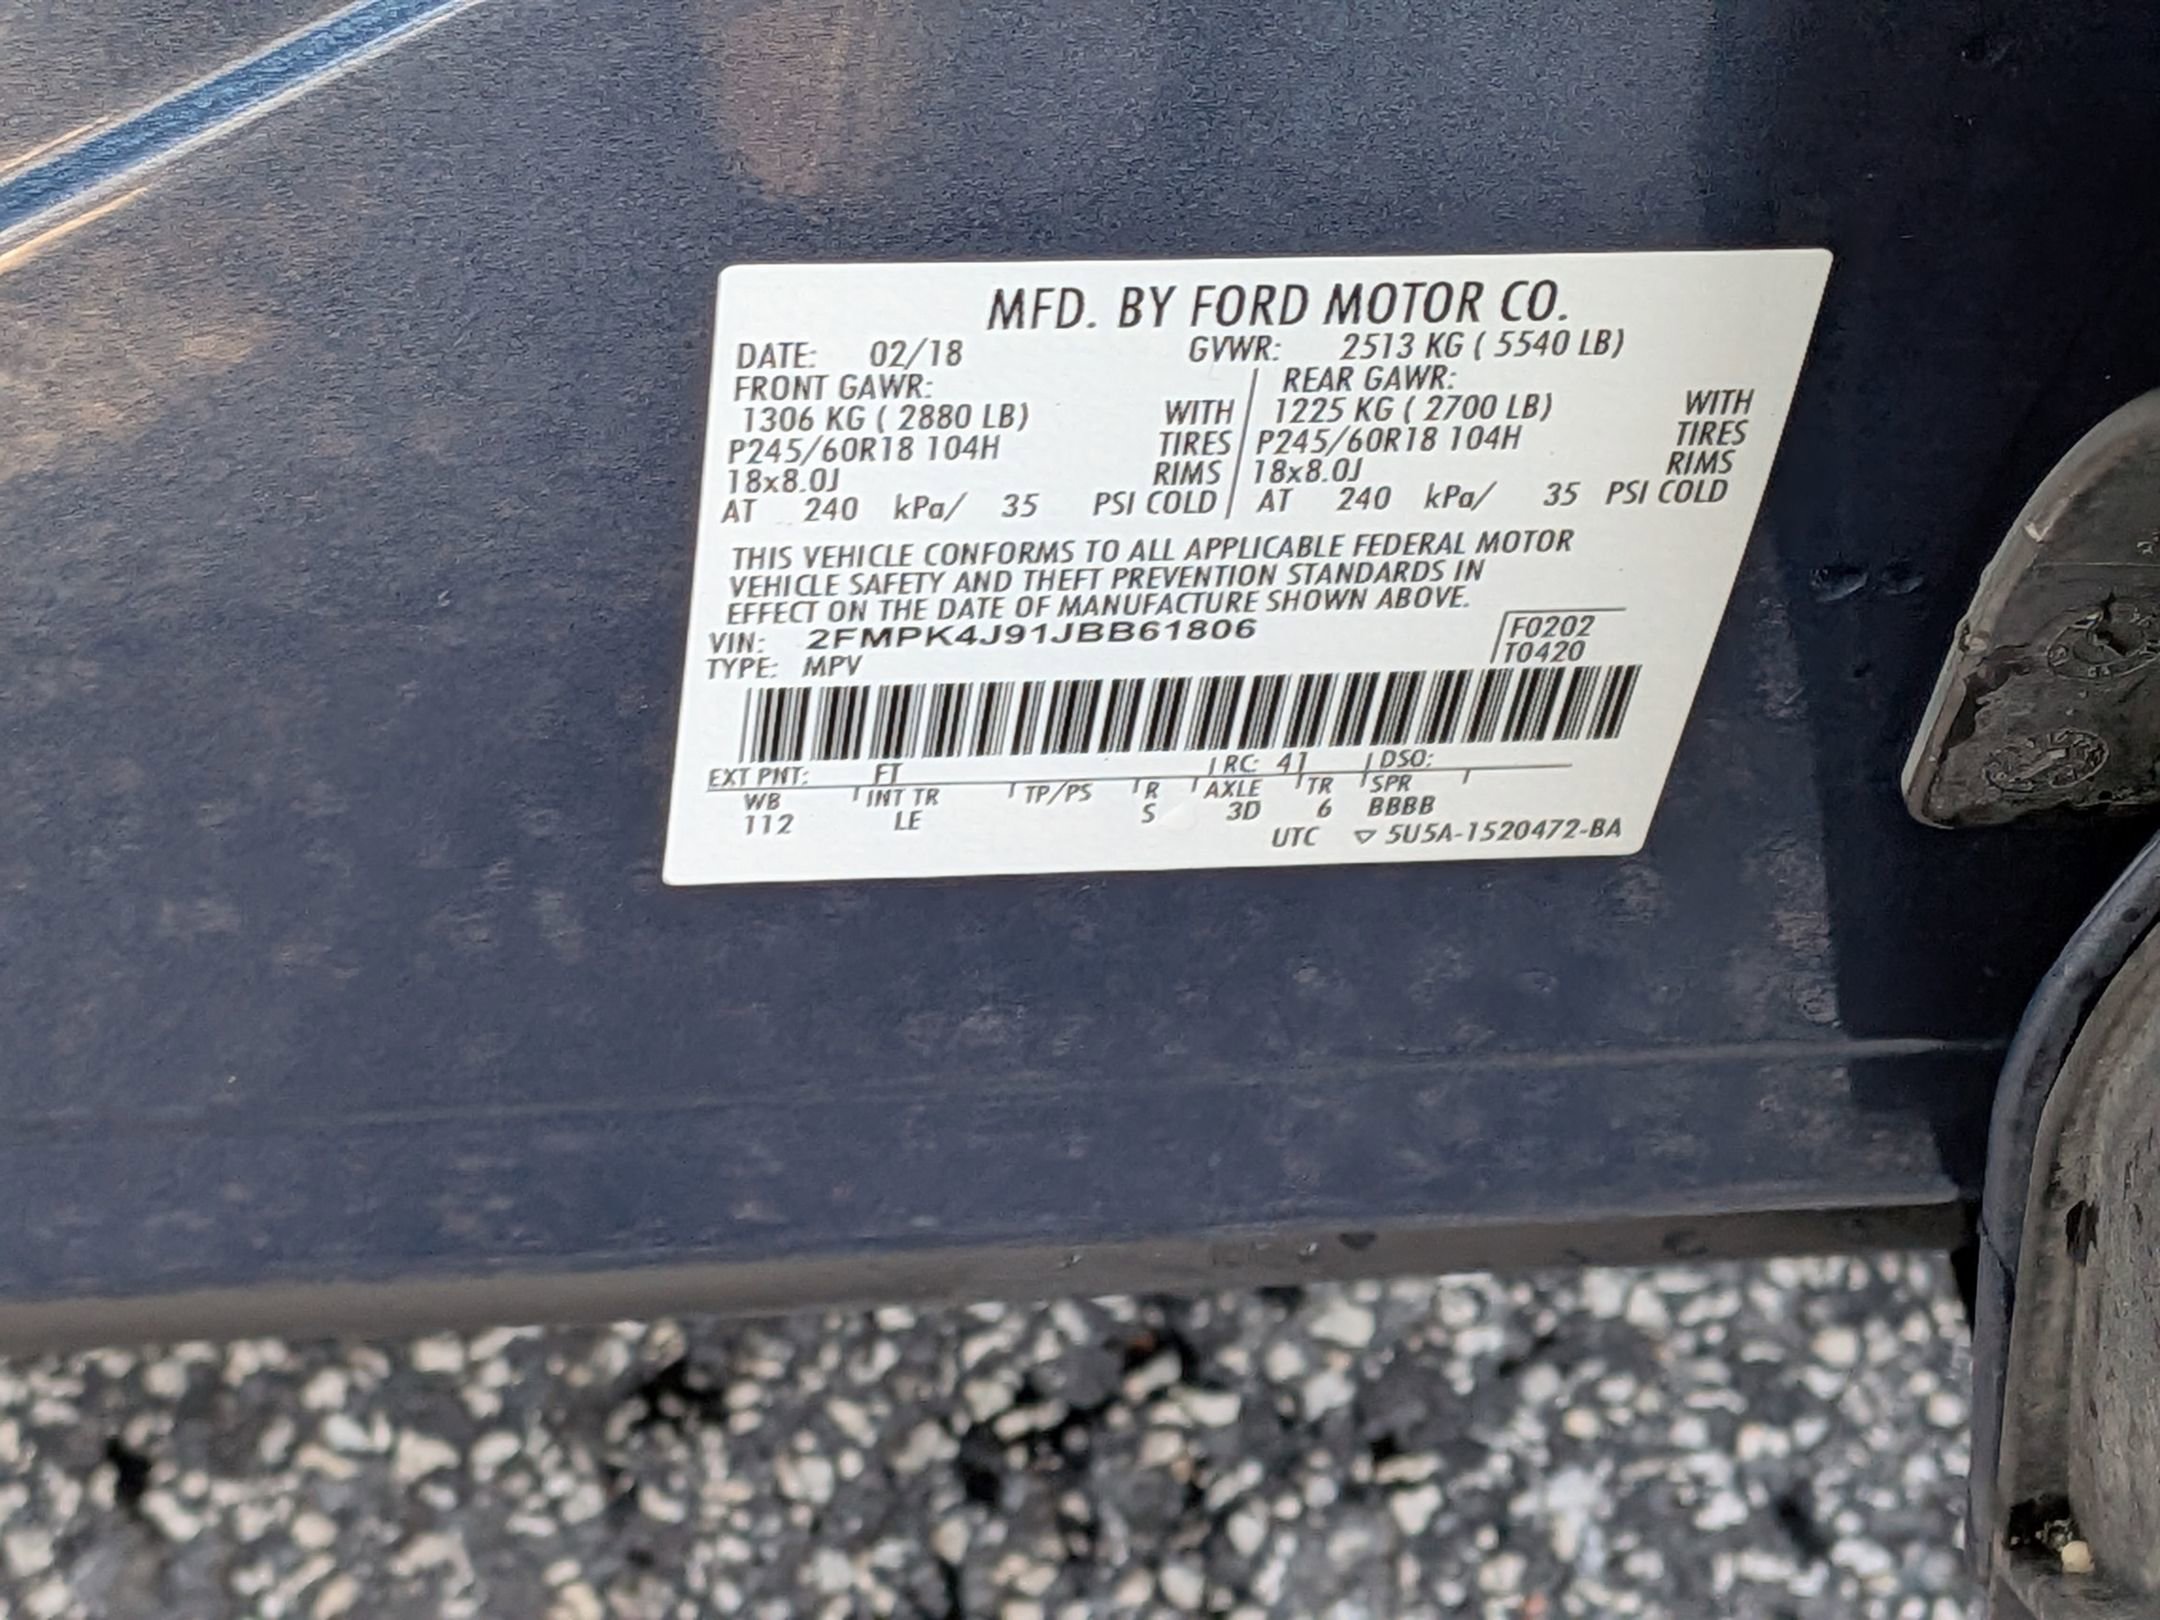 MFD. BY FORD MOTOR CO.
DATE: 02/18 GVWR: 2513 KG ( 5540 LB)
FRONT GAWR: REAR GAWR:
1306 KG ( 2880 LB) WITH 1225 KG ( 2700 LB) WITH
P245/60R18 104H TIRES P245/60R18 104H TIRES
18x8.0J RIMS 18x8.0J RIMS
AT 240 kPa/ 35 PSI COLD AT 240 kPa/ 35 PSI COLD
THIS VEHICLE CONFORMS TO ALL APPLICABLE FEDERAL MOTOR
VEHICLE SAFETY AND THEFT PREVENTION STANDARDS IN
EFFECT ON THE DATE OF MANUFACTURE SHOWN ABOVE.
VIN: 2FMPK4J91JBB61806 F0202
TYPE: MPV T0420
EXT PNT: FT RC: 41 DSO:
WB INT TR TP/PS R AXLE TR SPR
112 LE S 3D 6 BBBB
UTC ▽ 5U5A-1520472-BA